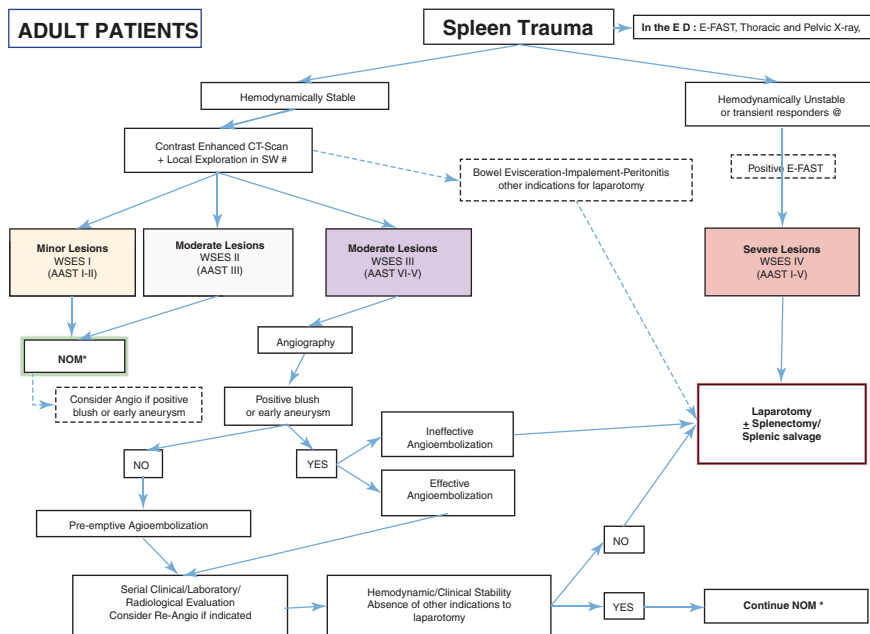 ADULT PATIENTS
Spleen Trauma
In the E D : E-FAST, Thoracic and Pelvic X-ray,
Hemodynamically Stable
Hemodynamically Unstable
or transient responders @
Contrast Enhanced CT-Scan
+ Local Exploration in SW #
Bowel Evisceration-Impalement-Peritonitis
other indications for laparotomy
Positive E-FAST
Minor Lesions
WSES I
(AAST I-II)
Moderate Lesions
WSES II
(AAST III)
Moderate Lesions
WSES III
(AAST VI-V)
Severe Lesions
WSES IV
(AAST I-V)
NOM*
Angiography
Consider Angio if positive
blush or early aneurysm
Positive blush
or early aneurysm
Laparotomy
± Splenectomy/
Splenic salvage
Ineffective
Angioembolization
NO
YES
Effective
Angioembolization
Pre-emptive Agioembolization
NO
Serial Clinical/Laboratory/
Radiological Evaluation
Consider Re-Angio if indicated
Hemodynamic/Clinical Stability
Absence of other indications to
laparotomy
YES
Continue NOM *